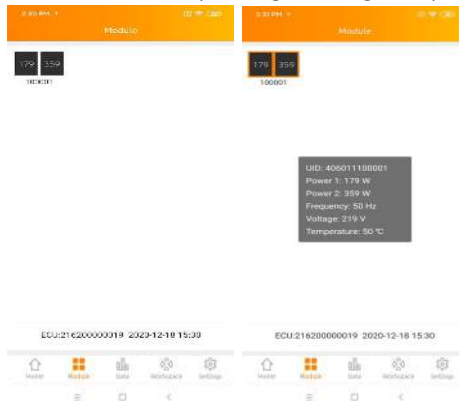 Module
179 359
100001
ECU:216200000019 2020-12-18 15:30
Home Module Data Workspace Settings
Module
179 359
100001
UID: 406011100001
Power 1: 179 W
Power 2: 359 W
Frequency: 50 Hz
Voltage: 219 V
Temperature: 50 ℃
ECU:216200000019 2020-12-18 15:30
Home Module Data Workspace Settings